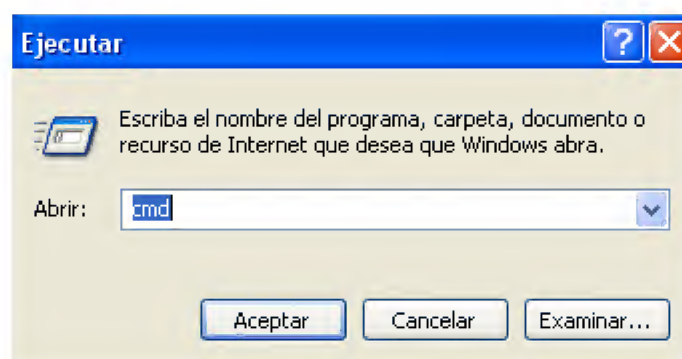 Ejecutar
Escriba el nombre del programa, carpeta, documento o
recurso de Internet que desea que Windows abra.
Abrir: cmd
Aceptar Cancelar Examinar...